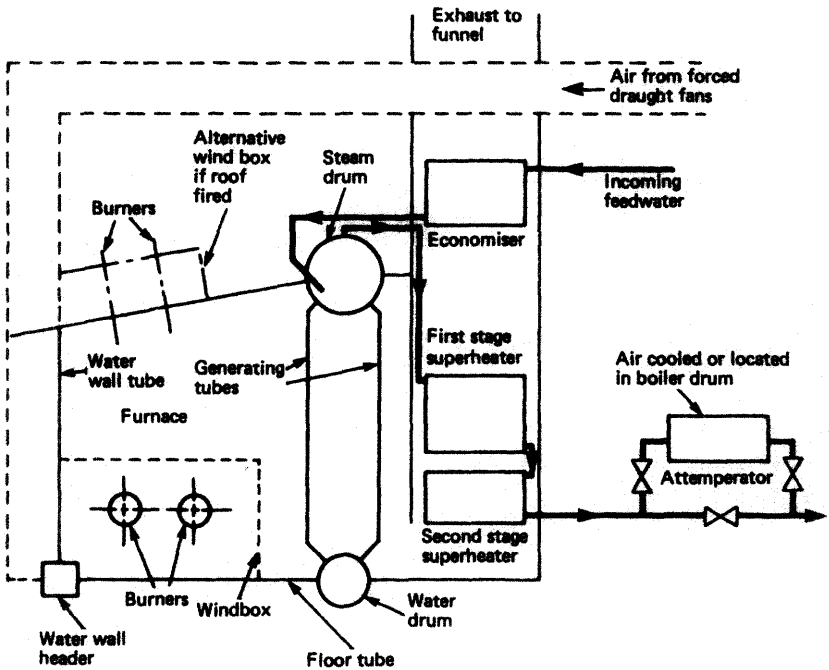 Exhaust to
funnel
Air from forced
draught fans
Alternative
wind box
if roof
fired
Steam
drum
Burners
Incoming
feedwater
Economiser
Water
wall tube
Generating
tubes
First stage
superheater
Air cooled or located
in boiler drum
Furnace
Attemperator
Second stage
superheater
Burners
Windbox
Water
drum
Water wall
header
Floor tube